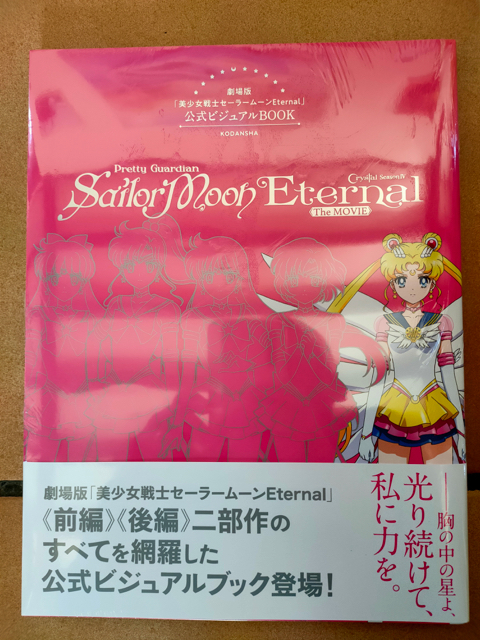 劇場版
「美少女戦士セーラームーンEternal」
公式ビジュアルBOOK
KODANSHA
Pretty Guardian
Crystal Season IV
Sailor Moon Eternal
The MOVIE
劇場版「美少女戦士セーラームーンEternal」
《前編》《後編》二部作の
すべてを網羅した
公式ビジュアルブック登場!
――胸の中の星よ、
光り続けて、
私に力を。